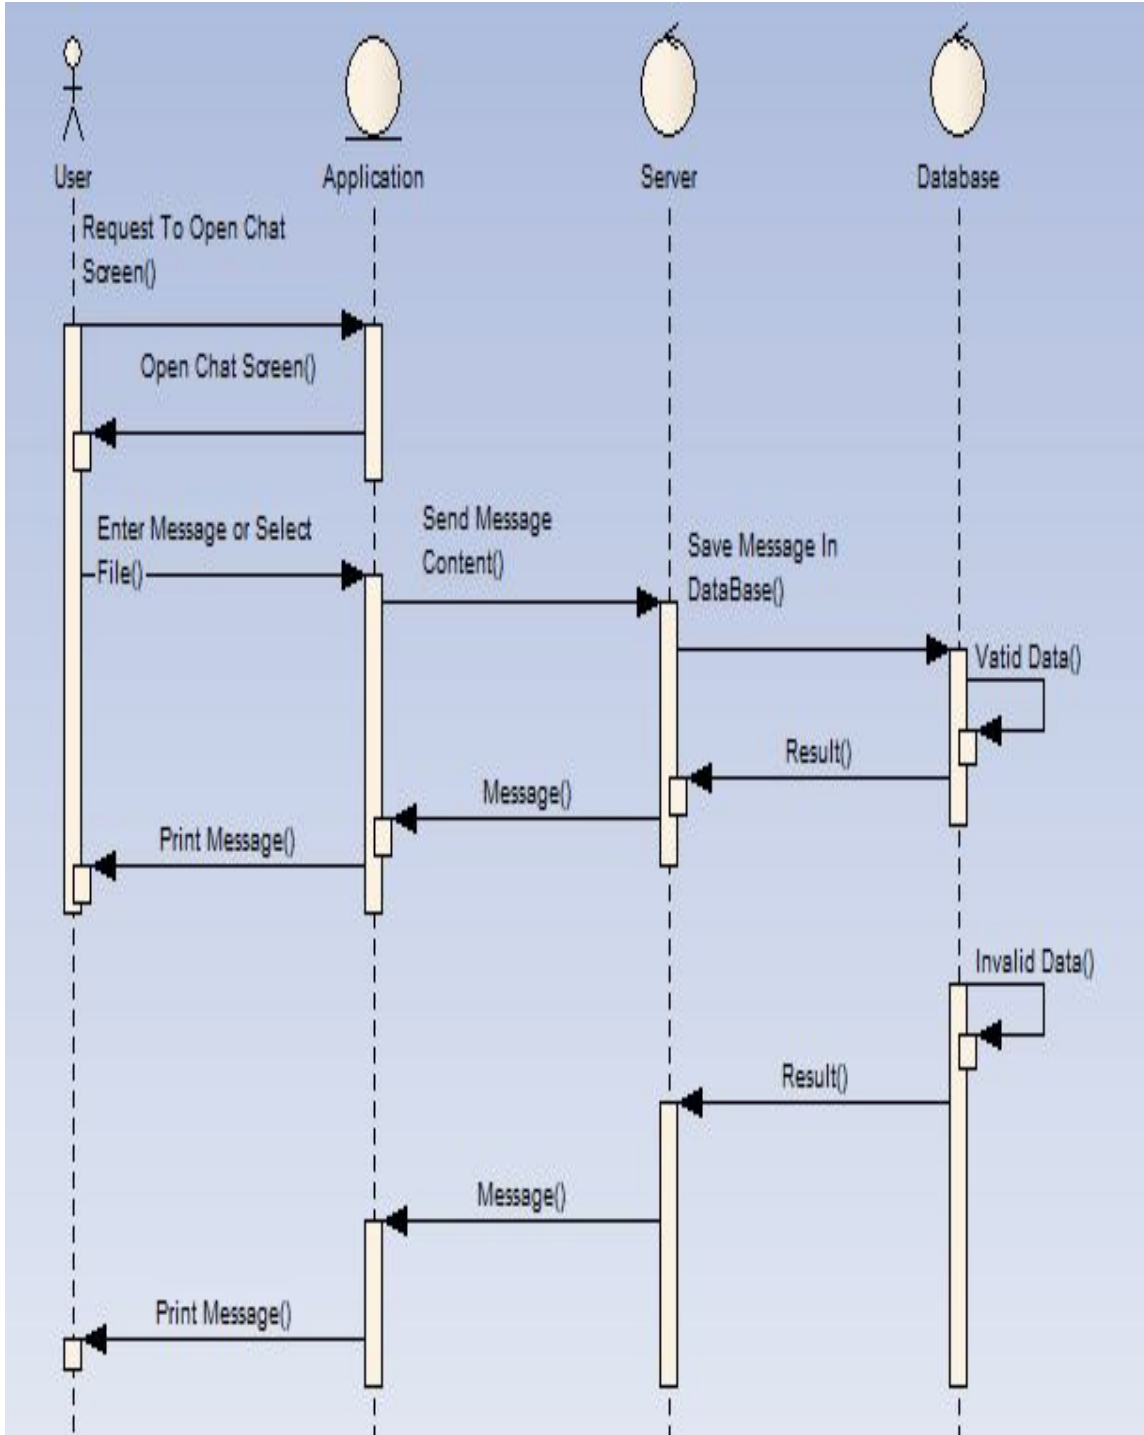 User
Application
Server
Database
Request To Open Chat
Screen()
Open Chat Screen()
Enter Message or Select
File()
Send Message
Content()
Save Message In
DataBase()
Vatid Data()
Result()
Message()
Print Message()
Invalid Data()
Result()
Message()
Print Message()